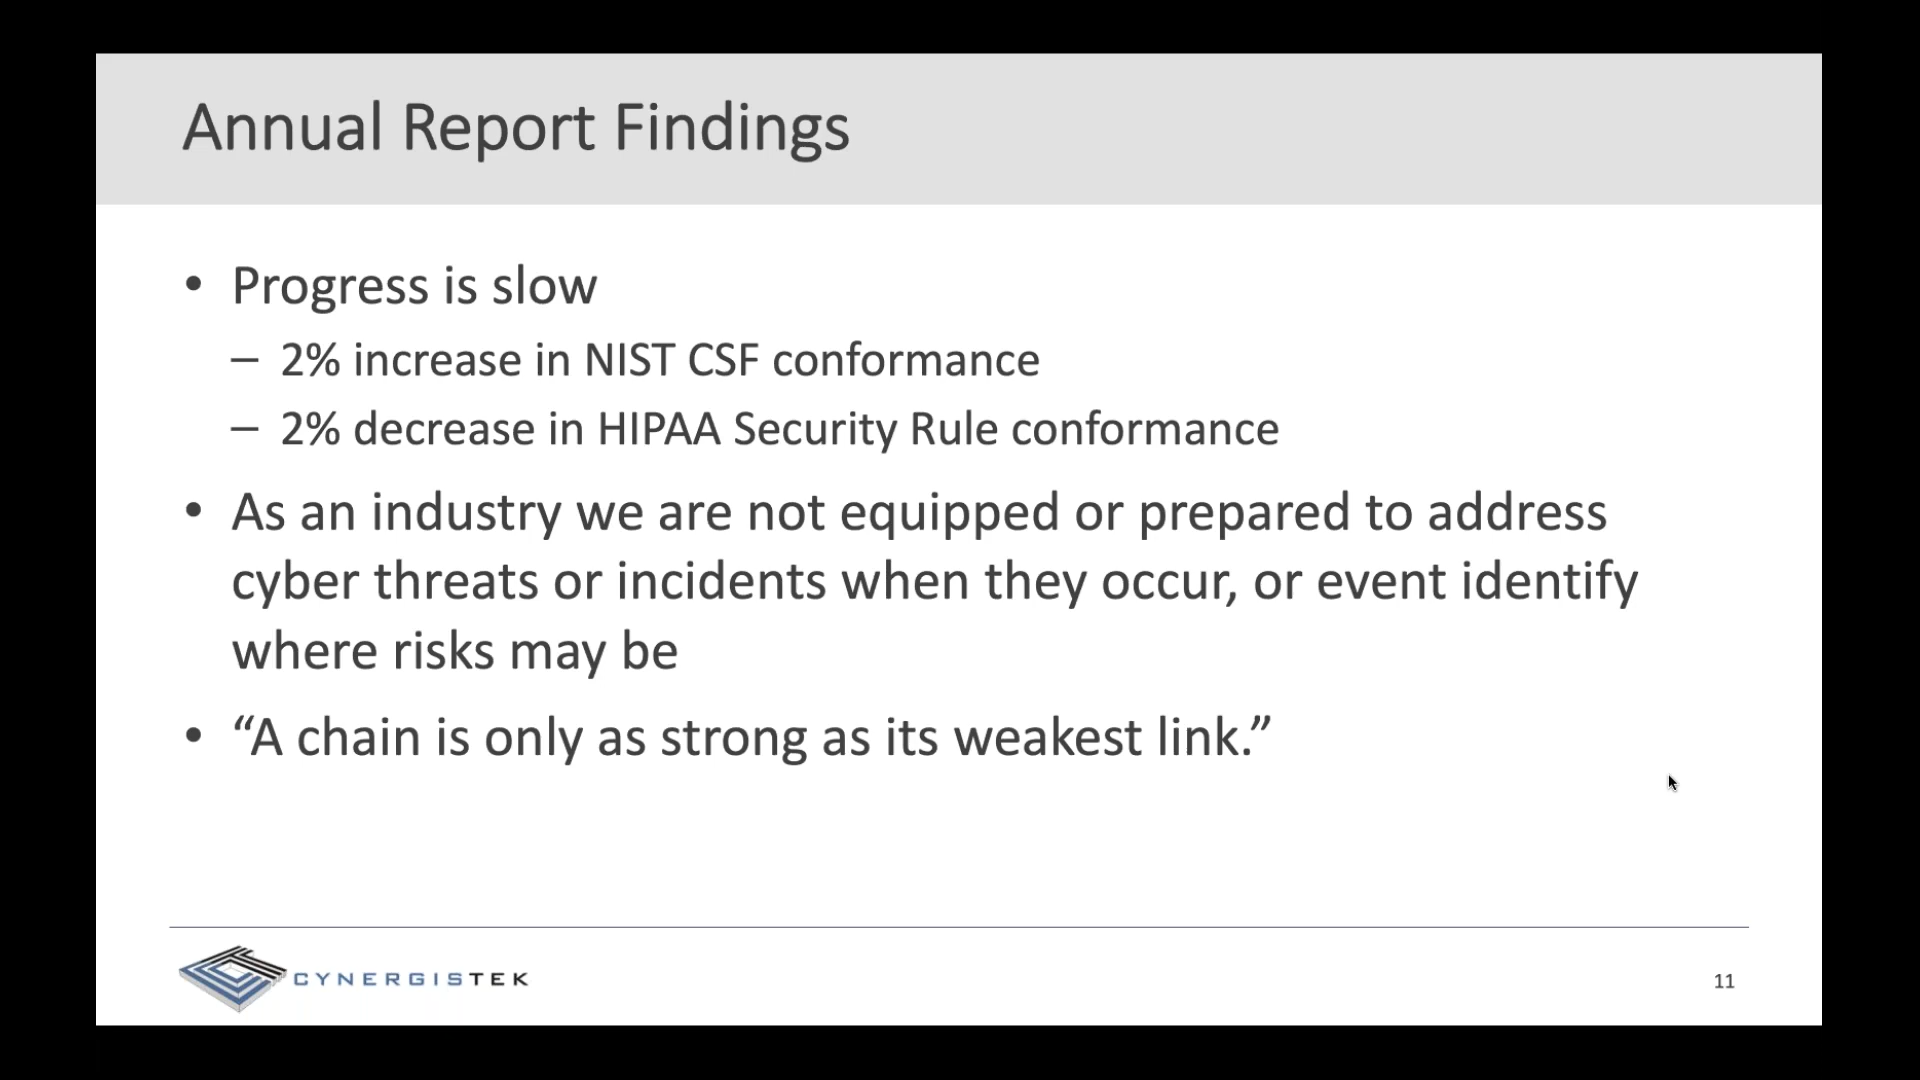 Annual Report Findings
• Progress is slow
– 2% increase in NIST CSF conformance
– 2% decrease in HIPAA Security Rule conformance
• As an industry we are not equipped or prepared to address
cyber threats or incidents when they occur, or event identify
where risks may be
• “A chain is only as strong as its weakest link.”
CYNERGISTEK
11